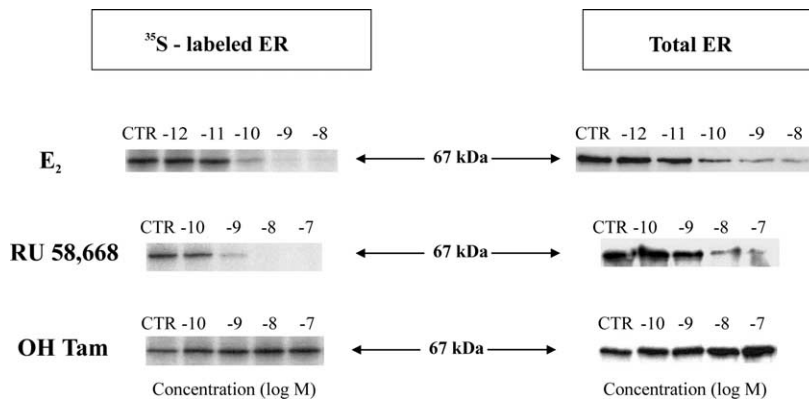 ³⁵S - labeled ER
Total ER
CTR -12 -11 -10 -9 -8
CTR -12 -11 -10 -9 -8
E₂
67 kDa
CTR -10 -9 -8 -7
CTR -10 -9 -8 -7
RU 58,668
67 kDa
CTR -10 -9 -8 -7
CTR -10 -9 -8 -7
OH Tam
67 kDa
Concentration (log M)
Concentration (log M)